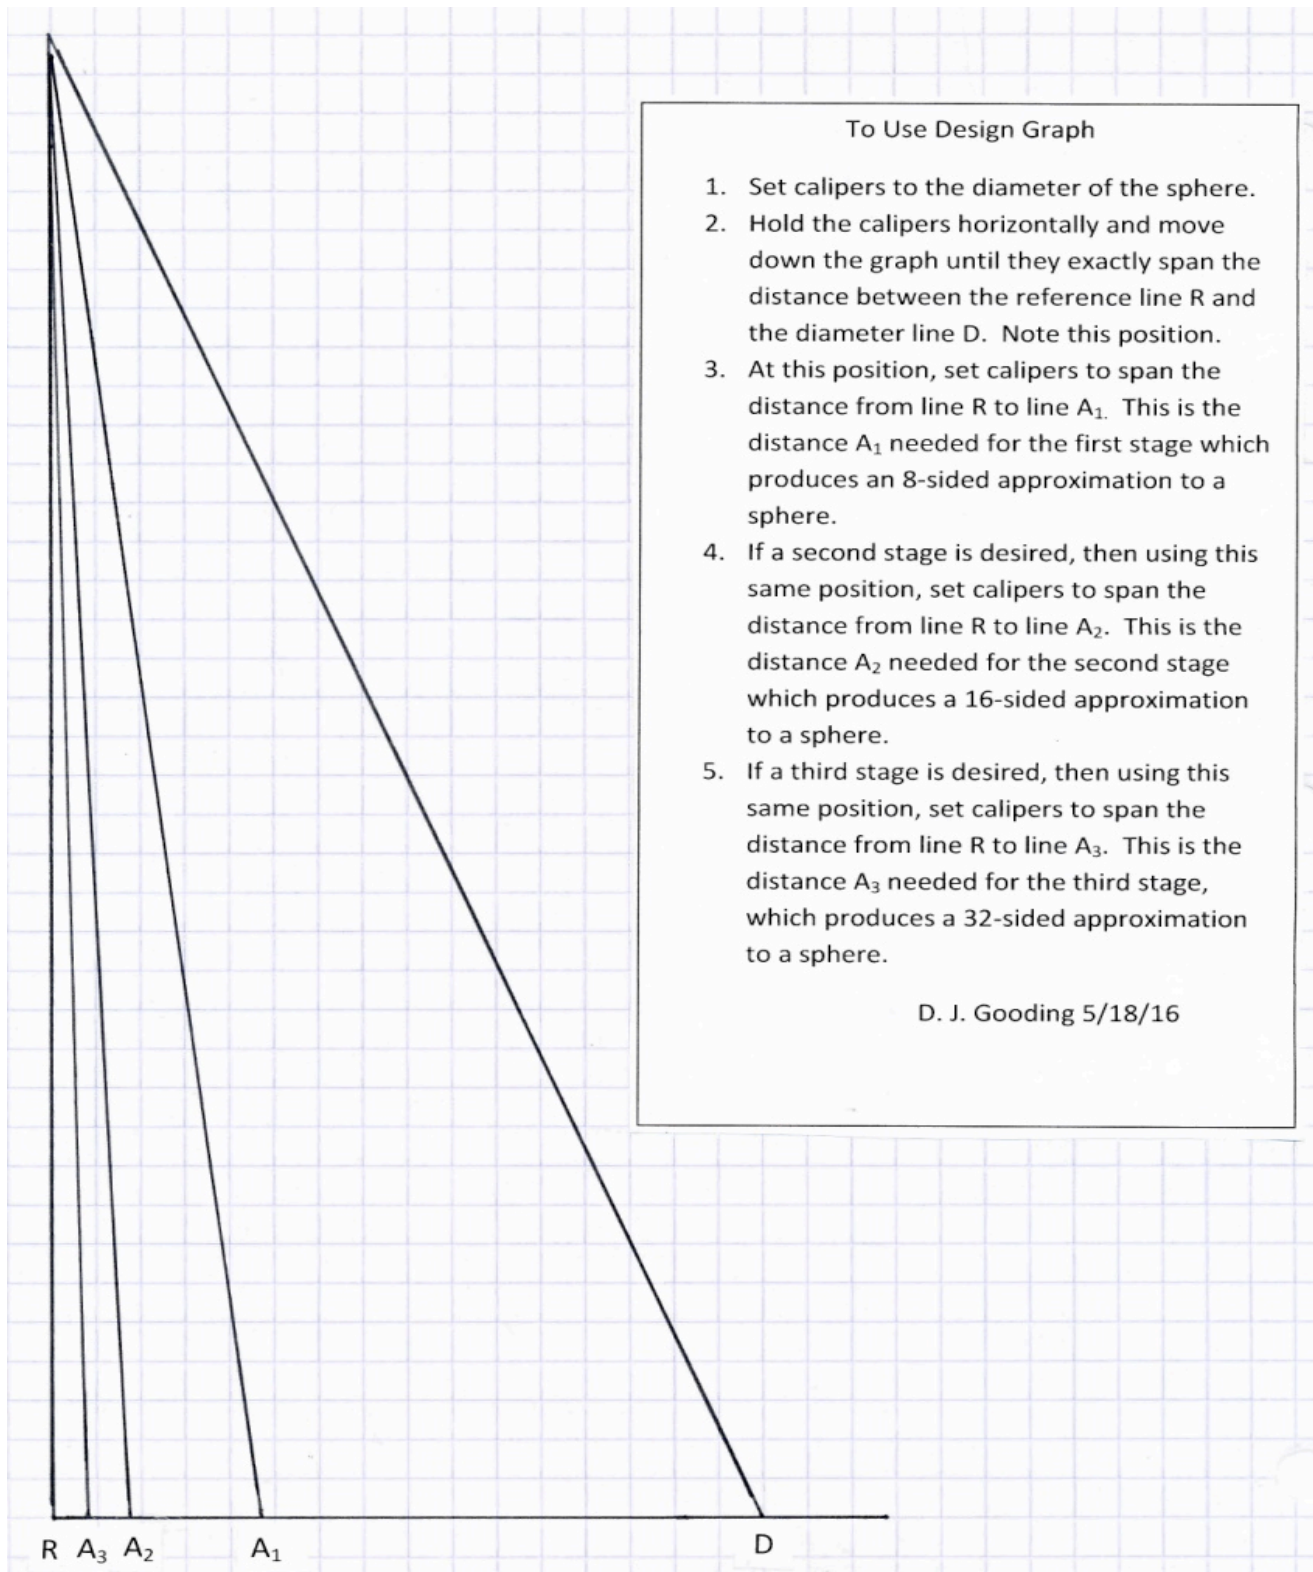 To Use Design Graph
1. Set calipers to the diameter of the sphere.
2. Hold the calipers horizontally and move
down the graph until they exactly span the
distance between the reference line R and
the diameter line D. Note this position.
3. At this position, set calipers to span the
distance from line R to line A₁. This is the
distance A₁ needed for the first stage which
produces an 8-sided approximation to a
sphere.
4. If a second stage is desired, then using this
same position, set calipers to span the
distance from line R to line A₂. This is the
distance A₂ needed for the second stage
which produces a 16-sided approximation
to a sphere.
5. If a third stage is desired, then using this
same position, set calipers to span the
distance from line R to line A₃. This is the
distance A₃ needed for the third stage,
which produces a 32-sided approximation
to a sphere.
D. J. Gooding 5/18/16
R A₃ A₂ A₁ D